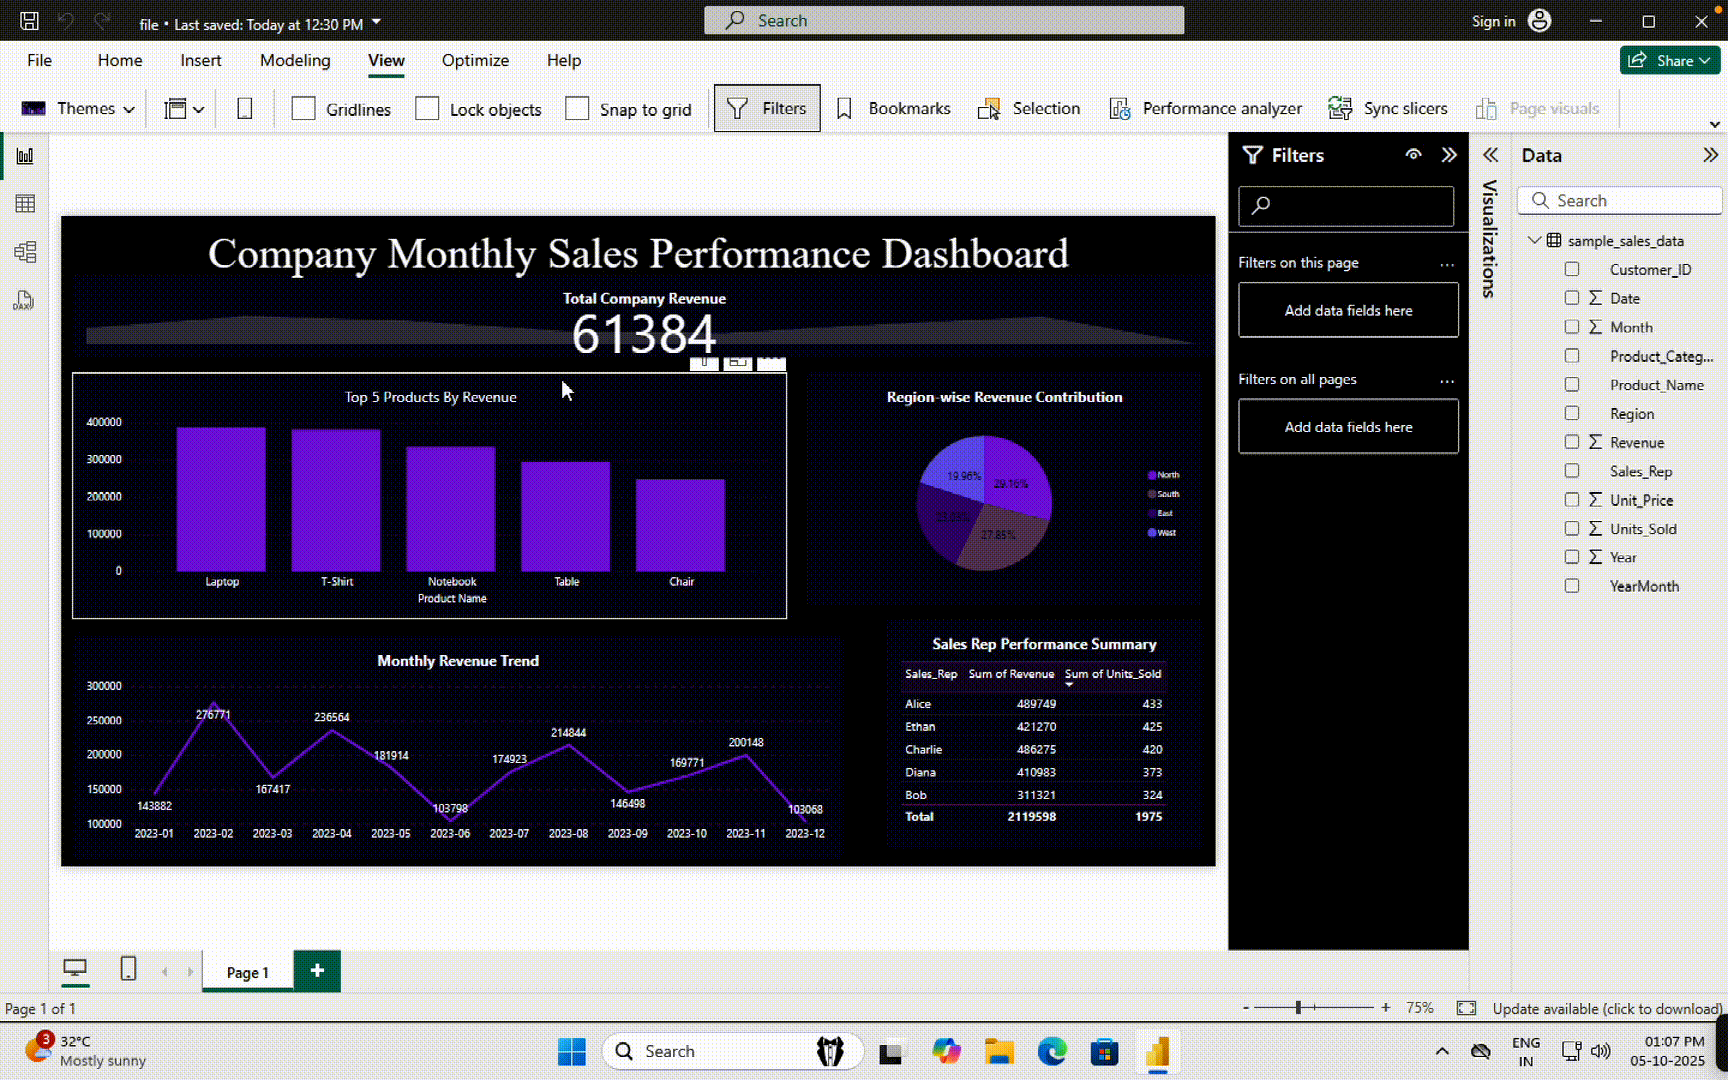 file • Last saved: Today at 12:30 PM
Search
Sign in
File Home Insert Modeling View Optimize Help
Share
Themes
Gridlines
Lock objects
Snap to grid
Filters
Bookmarks
Selection
Performance analyzer
Sync slicers
Page visuals
Company Monthly Sales Performance Dashboard
Total Company Revenue
61384
Top 5 Products By Revenue
400000
300000
200000
100000
0
Laptop T-Shirt Notebook Table Chair
Product Name
Region-wise Revenue Contribution
19.96%
29.16%
27.85%
North
South
East
West
Monthly Revenue Trend
300000
250000
200000
150000
100000
143882
276771
167417
236564
181914
103798
174923
214844
146498
169771
200148
103068
2023-01 2023-02 2023-03 2023-04 2023-05 2023-06 2023-07 2023-08 2023-09 2023-10 2023-11 2023-12
Sales Rep Performance Summary
Sales_Rep Sum of Revenue Sum of Units_Sold
Alice 489749 433
Ethan 421270 425
Charlie 486275 420
Diana 410983 373
Bob 311321 324
Total 2119598 1975
Filters
Filters on this page ...
Add data fields here
Filters on all pages ...
Add data fields here
Visualizations
Data
Search
sample_sales_data
Customer_ID
Σ Date
Σ Month
Product_Categ...
Product_Name
Region
Σ Revenue
Sales_Rep
Σ Unit_Price
Σ Units_Sold
Σ Year
YearMonth
DAX
Page 1
+
Page 1 of 1
- + 75%
Update available (click to download)
3
32°C
Mostly sunny
Search
ENG
IN
01:07 PM
05-10-2025